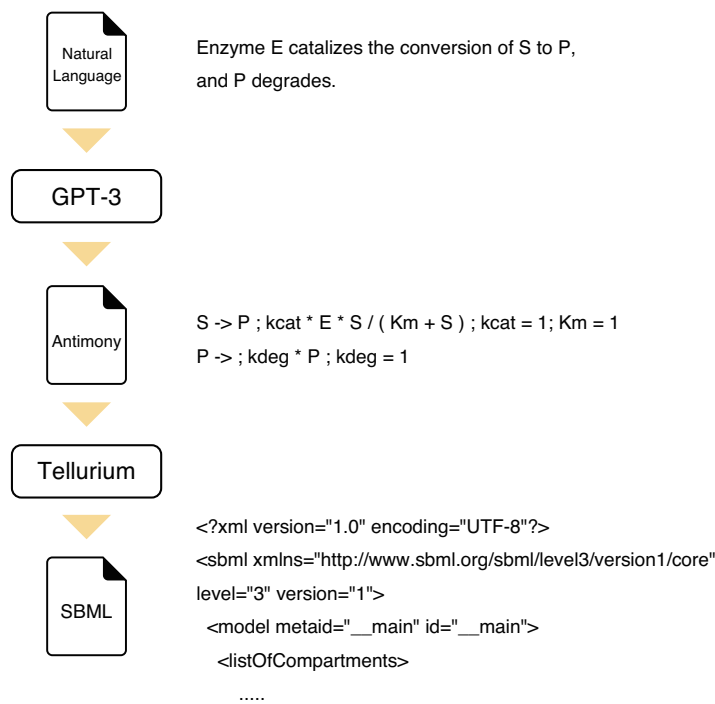 Natural
Language
Enzyme E catalizes the conversion of S to P,
and P degrades.
GPT-3
Antimony
S -> P ; kcat * E * S / ( Km + S ) ; kcat = 1; Km = 1
P -> ; kdeg * P ; kdeg = 1
Tellurium
SBML
<?xml version="1.0" encoding="UTF-8"?>
<sbml xmlns="http://www.sbml.org/sbml/level3/version1/core"
level="3" version="1">
<model metaid="__main" id="__main">
<listOfCompartments>
.....